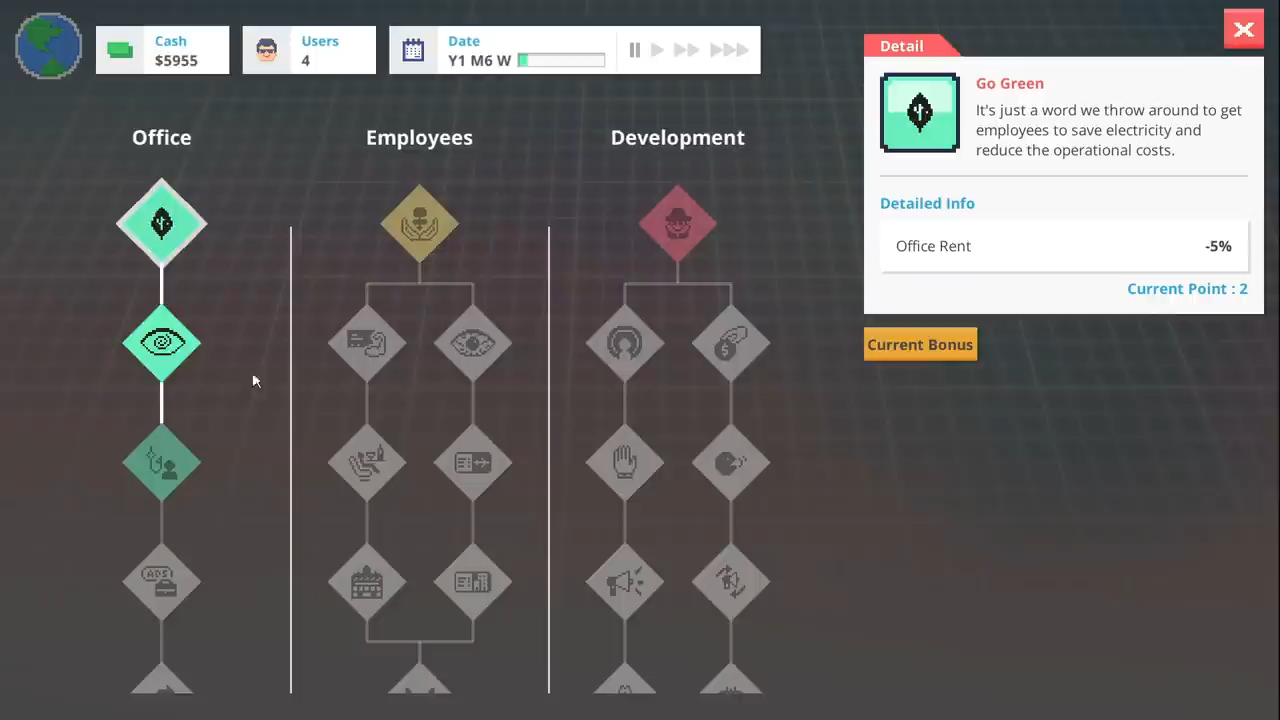 Cash
$5955
Users
4
Date
Y1 M6 W
Detail
Go Green
It's just a word we throw around to get
employees to save electricity and
reduce the operational costs.
Detailed Info
Office Rent -5%
Current Point : 2
Current Bonus
Office Employees Development
ADS!